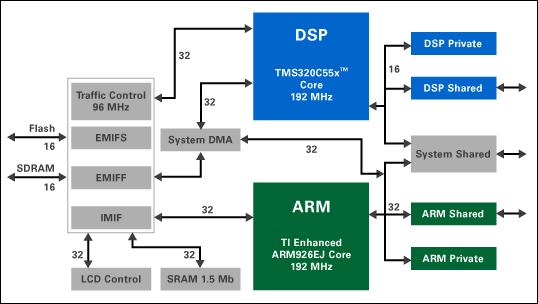 DSP
TMS320C55x™
Core
192 MHz
DSP Private
16
DSP Shared
32
Traffic Control
96 MHz
32
Flash
16
EMIFS
System DMA
32
System Shared
SDRAM
16
EMIFF
ARM
TI Enhanced
ARM926EJ Core
192 MHz
IMIF
32
32
ARM Shared
ARM Private
32
32
LCD Control
SRAM 1.5 Mb